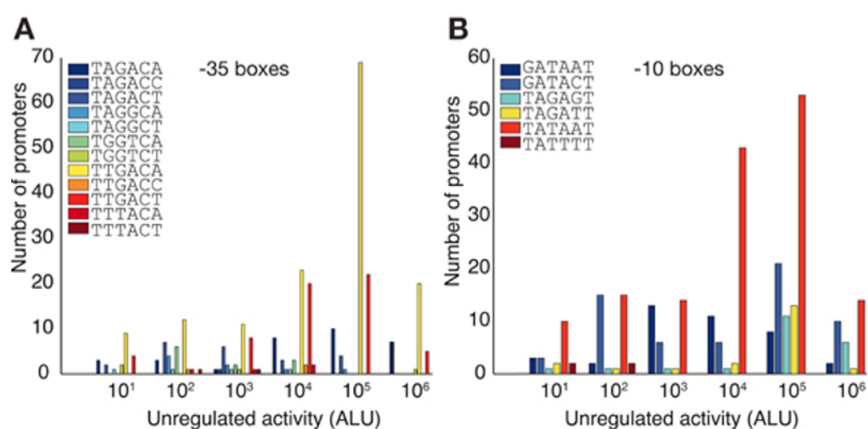 A
B
-35 boxes
-10 boxes
Number of promoters
70
60
50
40
30
20
10
0
TAGACA
TAGACC
TAGACT
TAGGCA
TAGGCT
TGGTCA
TGGTCT
TTGACA
TTGACC
TTGACT
TTTACA
TTTACT
10¹ 10² 10³ 10⁴ 10⁵ 10⁶
Unregulated activity (ALU)
Number of promoters
60
50
40
30
20
10
0
GATAAT
GATACT
TAGAGT
TAGATT
TATAAT
TATTTT
10¹ 10² 10³ 10⁴ 10⁵ 10⁶
Unregulated activity (ALU)